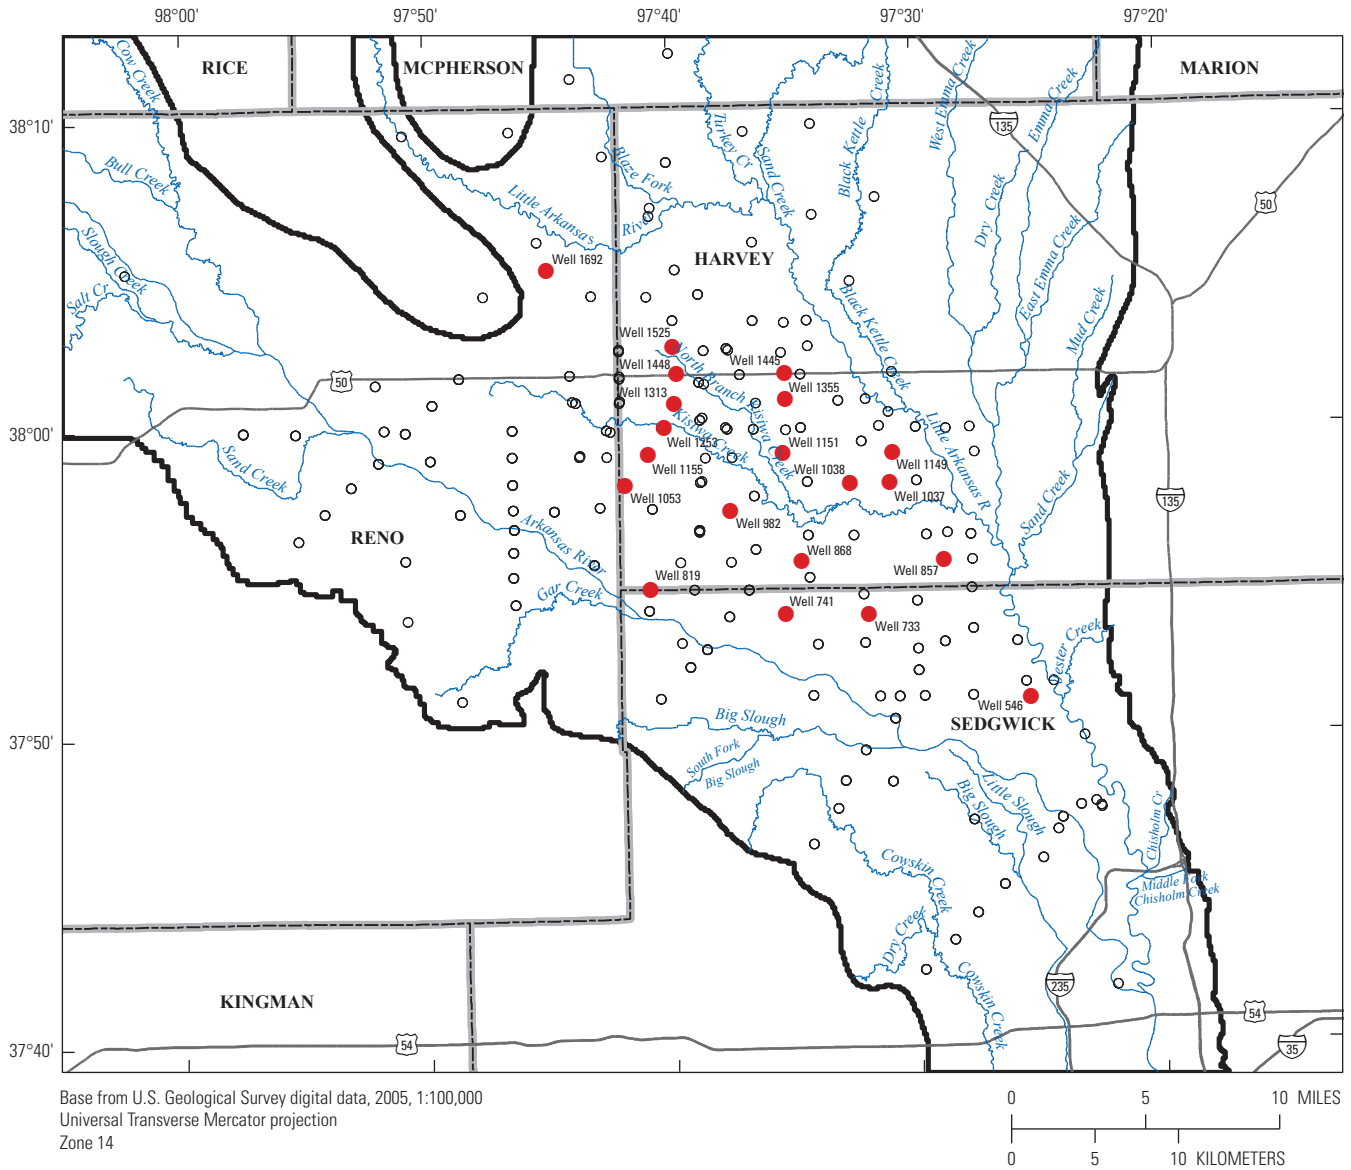 98°00' 97°50' 97°40' 97°30' 97°20'
RICE
MCPHERSON
MARION
38°10'
Cow Creek
Bull Creek
Slough Creek
Salt Cr
Little Arkansas
River
Blaze Fork
Turkey Cr
Sand Creek
Black Kettle
Creek
West Emma Creek
Emma Creek
Dry Creek
East Emma Creek
Mud Creek
135
50
HARVEY
Well 1692
Black Kettle Creek
Well 1525
North Branch Kisiwa Creek
Well 1445
Well 1448
50
Well 1355
Well 1313
Kisiwa Creek
Little Arkansas R
38°00'
Well 1253
Well 1151
Well 1155
Well 1038
Well 1149
Sand Creek
Well 1053
Well 1037
Sand Creek
135
Well 982
RENO
Arkansas River
Well 868
Well 857
Well 819
Gar Creek
Well 741
Well 733
Jester Creek
Well 546
SEDGWICK
Big Slough
37°50'
South Fork
Big Slough
Little Slough
Big Slough
Chisholm Cr
Cowskin Creek
Middle Fork
Chisholm Creek
Dry Creek
Cowskin Creek
235
KINGMAN
54
54
35
37°40'
Base from U.S. Geological Survey digital data, 2005, 1:100,000
Universal Transverse Mercator projection
Zone 14
0 5 10 MILES
0 5 10 KILOMETERS